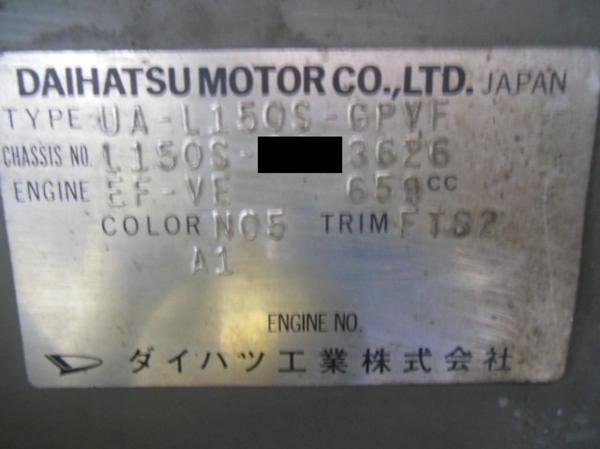 DAIHATSU MOTOR CO.,LTD. JAPAN
TYPE UA-L150S-GPVF
CHASSIS NO. L150S- 3626
ENGINE EF-VE 659cc
COLOR N05 TRIM FTS2
A1
ENGINE NO.
ダイハツ工業株式会社